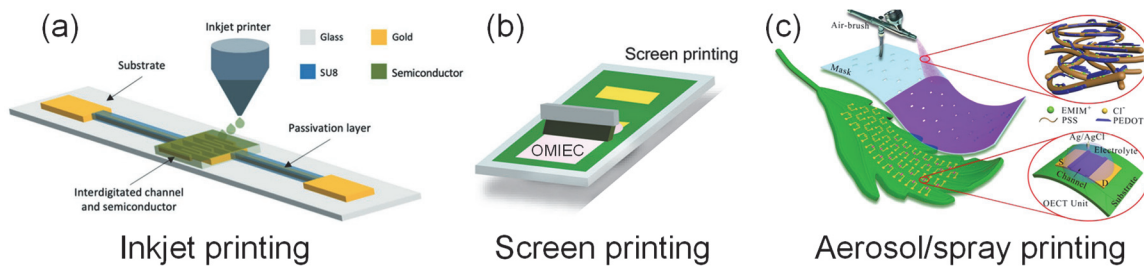 (a)
Inkjet printer
Glass
Gold
SU8
Semiconductor
Substrate
Passivation layer
Interdigitated channel
and semiconductor
Inkjet printing
(b)
Screen printing
OMIEC
Screen printing
(c)
Air-brush
Mask
EMIM⁺
Cl⁻
PSS
PEDOT
Ag/AgCl
Electrolyte
S
Channel
D
OECT Unit
Substrate
Aerosol/spray printing